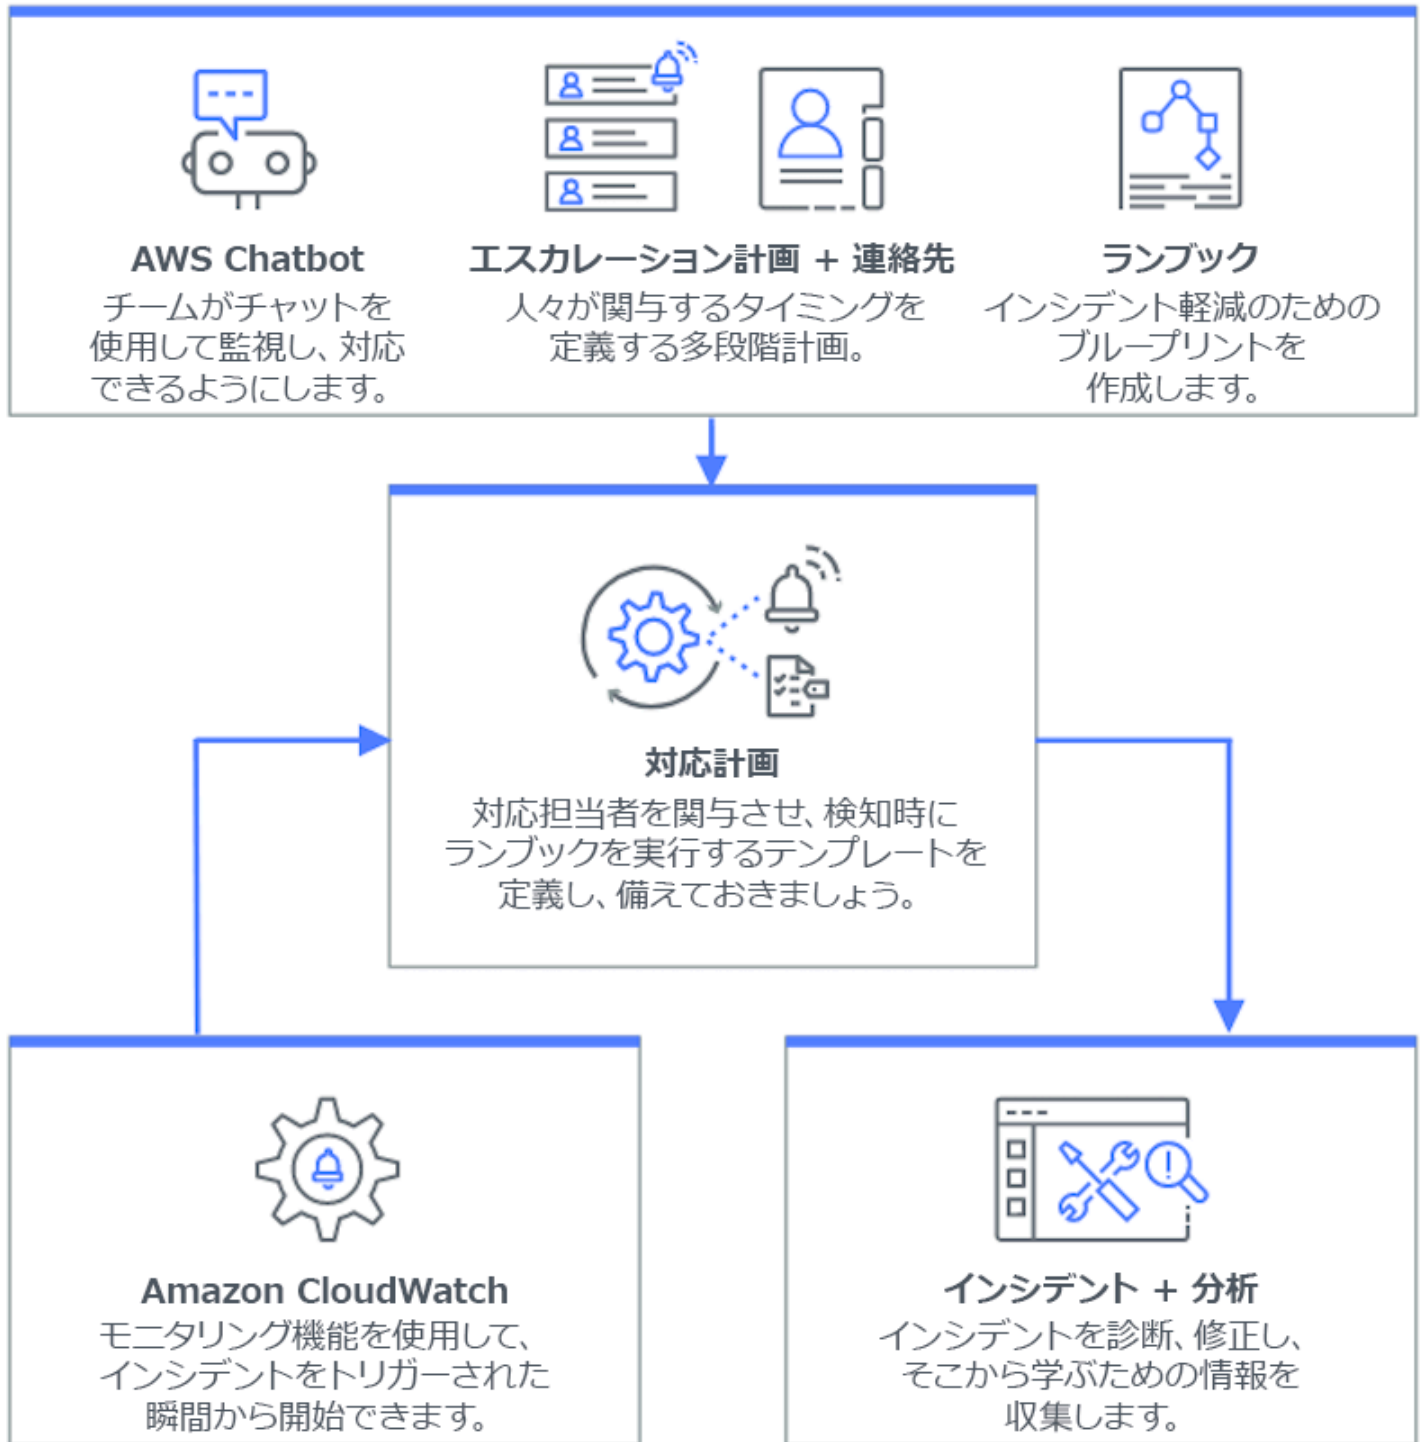 AWS Chatbot
チームがチャットを
使用して監視し、対応
できるようにします。
エスカレーション計画 + 連絡先
人々が関与するタイミングを
定義する多段階計画。
ランブック
インシデント軽減のための
ブループリントを
作成します。
対応計画
対応担当者を関与させ、検知時に
ランブックを実行するテンプレートを
定義し、備えておきましょう。
Amazon CloudWatch
モニタリング機能を使用して、
インシデントをトリガーされた
瞬間から開始できます。
インシデント + 分析
インシデントを診断、修正し、
そこから学ぶための情報を
収集します。